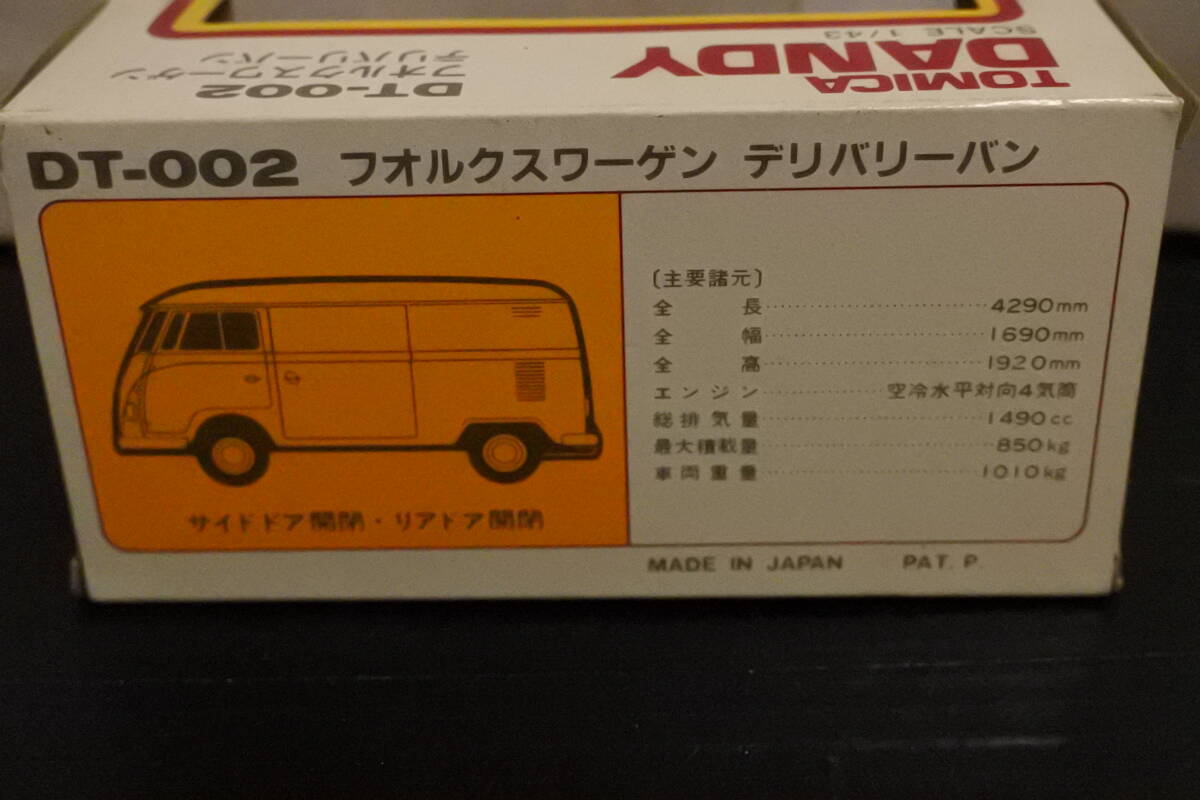 TOMICA
DANDY
SCALE 1/43
DT-002
フオルクスワーゲン
デリバリーバン
DT-002 フオルクスワーゲン デリバリーバン
〔主要諸元〕
全長 4290mm
全幅 1690mm
全高 1920mm
エンジン 空冷水平対向4気筒
総排気量 1490cc
最大積載量 850kg
車両重量 1010kg
サイドドア開閉・リアドア開閉
MADE IN JAPAN PAT. P.